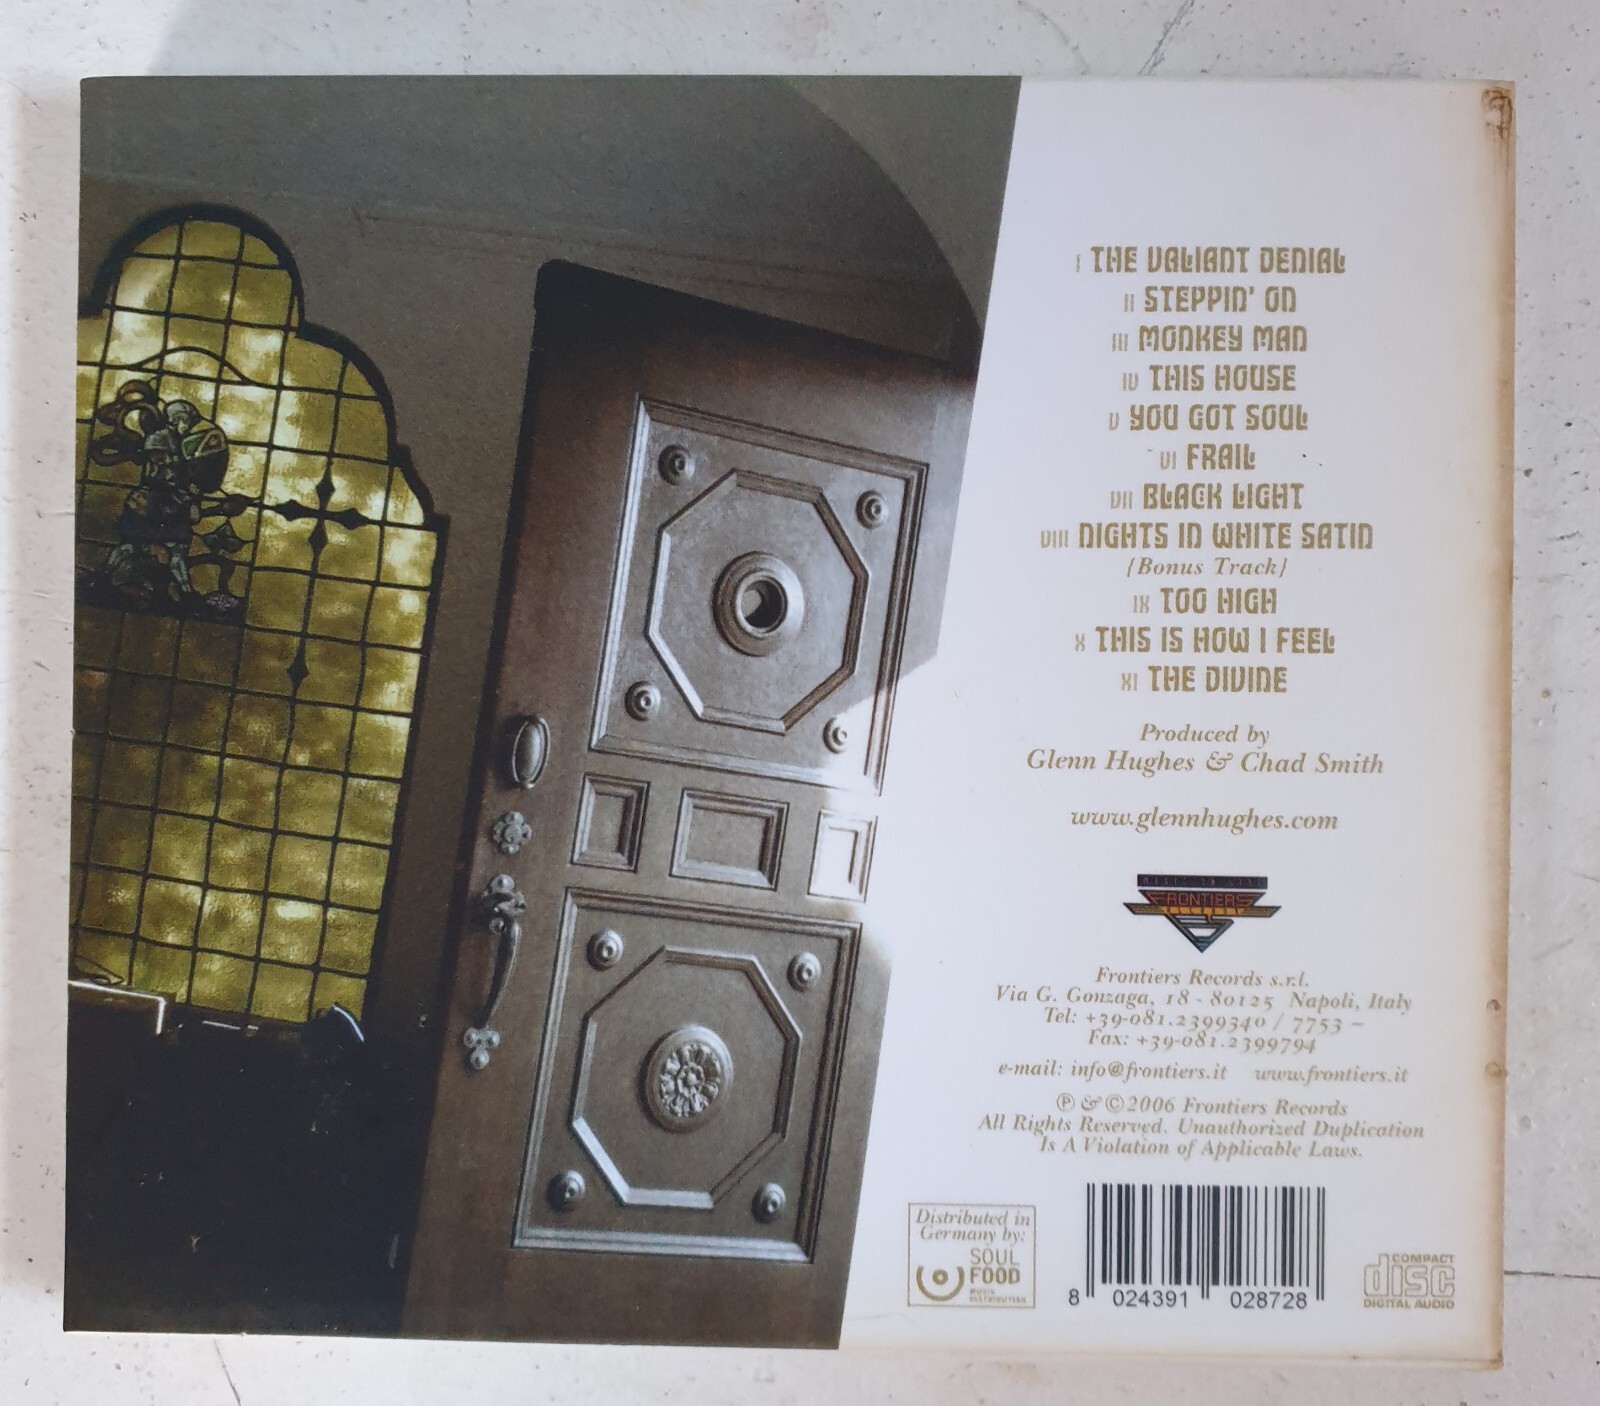 I THE VALIANT DENIAL
II STEPPIN' ON
III MONKEY MAN
IV THIS HOUSE
V YOU GOT SOUL
VI FRAIL
VII BLACK LIGHT
VIII NIGHTS IN WHITE SATIN
{Bonus Track}
IX TOO HIGH
X THIS IS HOW I FEEL
XI THE DIVINE
Produced by
Glenn Hughes & Chad Smith
www.glennhughes.com
FRONTIERS
RECORDS
Frontiers Records s.r.l.
Via G. Gonzaga, 18 - 80125 Napoli, Italy
Tel: +39-081.2399340 / 7753 –
Fax: +39-081.2399794
e-mail: info@frontiers.it www.frontiers.it
℗ & ©2006 Frontiers Records
All Rights Reserved. Unauthorized Duplication
Is A Violation of Applicable Laws.
Distributed in
Germany by:
SOUL
FOOD
MUSIK
DISTRIBUTION
8 024391 028728
COMPACT
disc
DIGITAL AUDIO